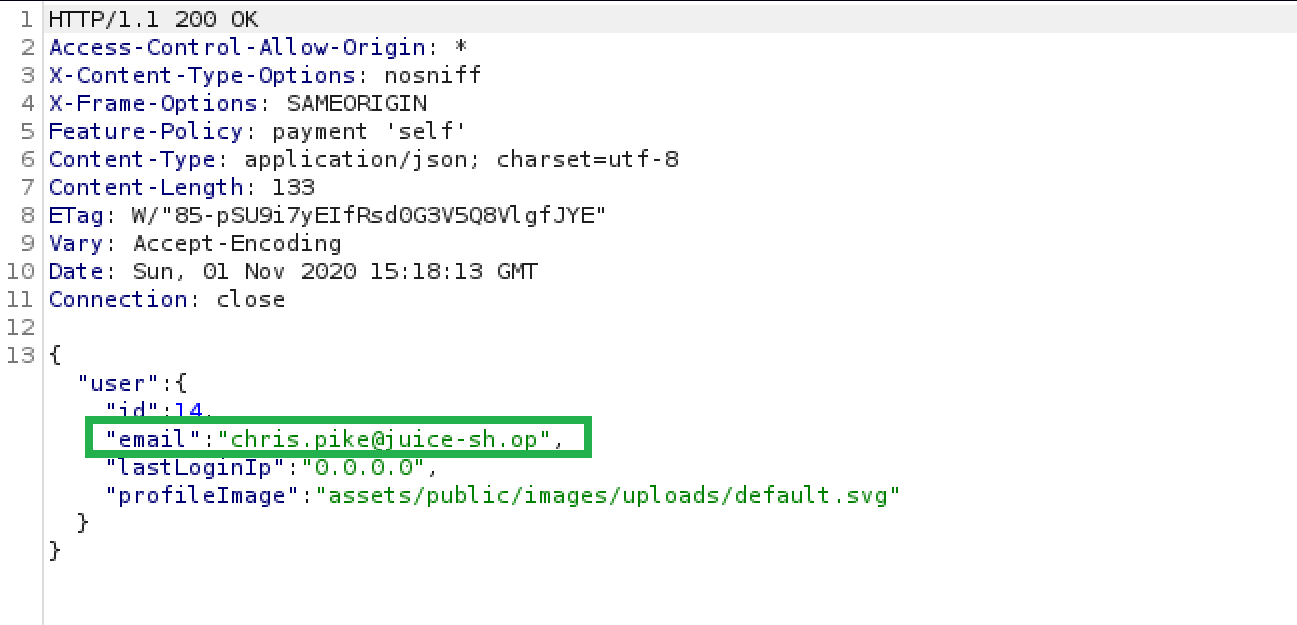 1 HTTP/1.1 200 OK
2 Access-Control-Allow-Origin: *
3 X-Content-Type-Options: nosniff
4 X-Frame-Options: SAMEORIGIN
5 Feature-Policy: payment 'self'
6 Content-Type: application/json; charset=utf-8
7 Content-Length: 133
8 ETag: W/"85-pSU9i7yEIfRsdOG3V5Q8VlgfJYE"
9 Vary: Accept-Encoding
10 Date: Sun, 01 Nov 2020 15:18:13 GMT
11 Connection: close
12
13 {
"user":{
"id":14,
"email":"chris.pike@juice-sh.op",
"lastLoginIp":"0.0.0.0",
"profileImage":"assets/public/images/uploads/default.svg"
}
}